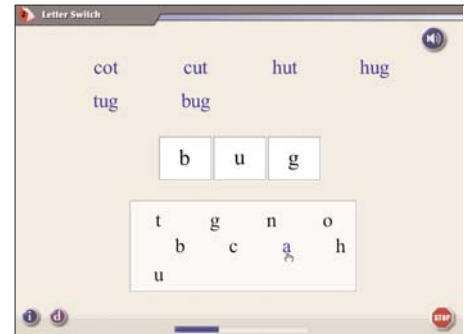 Letter Switch
cot cut hut hug
tug bug
b u g
t g n o
b c a h
u
i d STOP